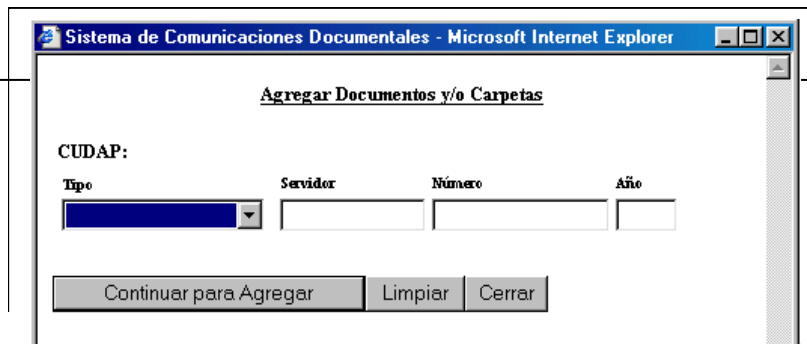 Sistema de Comunicaciones Documentales - Microsoft Internet Explorer
Agregar Documentos y/o Carpetas
CUDAP:
Tipo Servidor Número Año
Continuar para Agregar Limpiar Cerrar